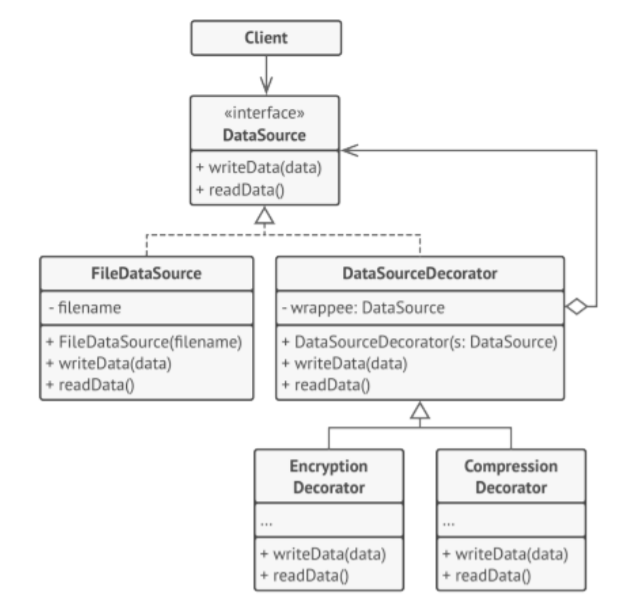 Client
«interface»
DataSource
+ writeData(data)
+ readData()
FileDataSource
- filename
+ FileDataSource(filename)
+ writeData(data)
+ readData()
DataSourceDecorator
- wrappee: DataSource
+ DataSourceDecorator(s: DataSource)
+ writeData(data)
+ readData()
Encryption
Decorator
...
+ writeData(data)
+ readData()
Compression
Decorator
...
+ writeData(data)
+ readData()